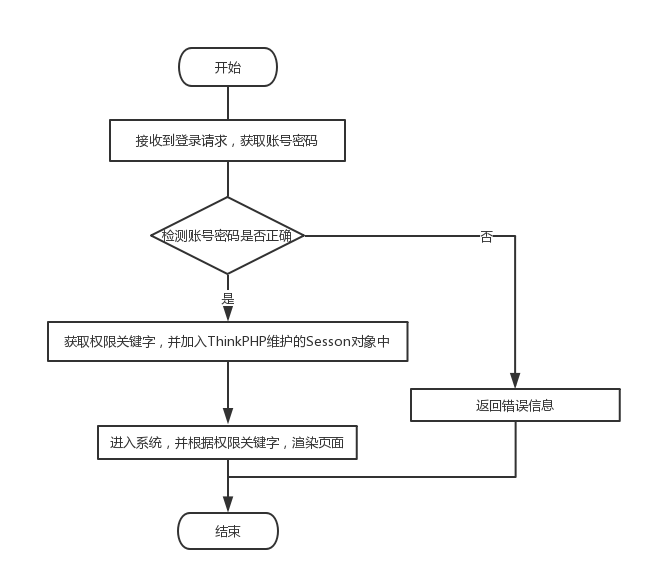 开始
接收到登录请求，获取账号密码
检测账号密码是否正确
否
是
获取权限关键字，并加入ThinkPHP维护的Sesson对象中
返回错误信息
进入系统，并根据权限关键字，渲染页面
结束